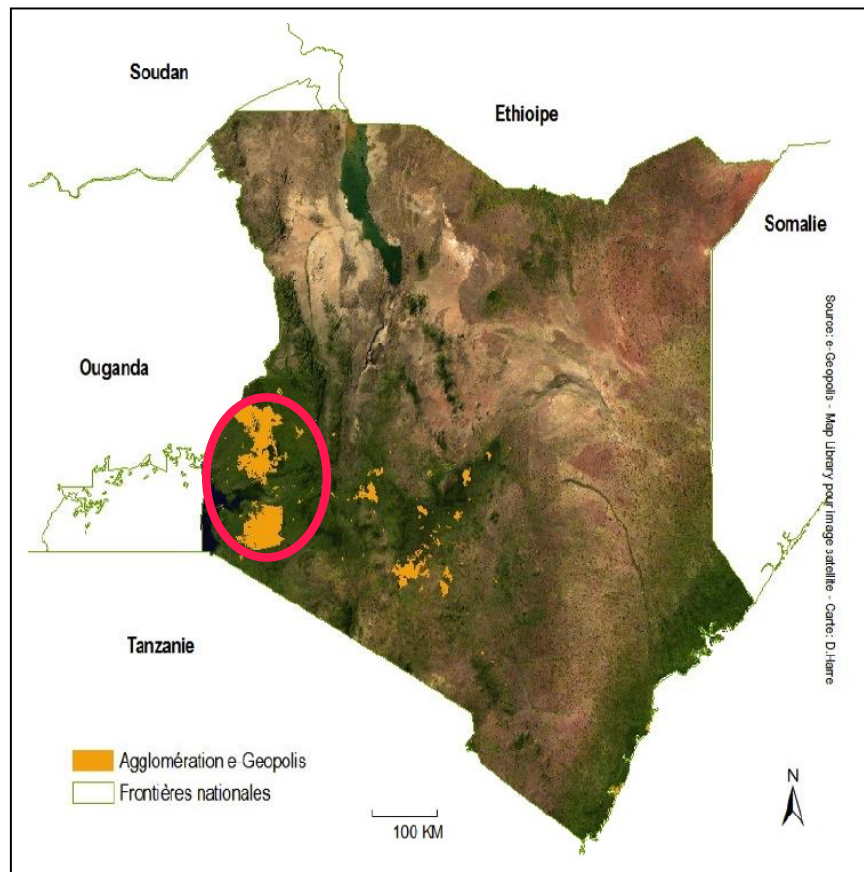 Soudan
Ethioipe
Somalie
Ouganda
Source: e-Geopolis - Map Library pour image satellite - Carte: D.Harre
Tanzanie
Agglomération e-Geopolis
Frontières nationales
100 KM
N